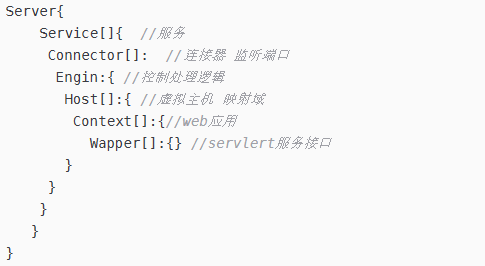 Server{
    Service[]{  //服务
     Connector[]:  //连接器 监听端口
      Engin:{ //控制处理逻辑
       Host[]:{ //虚拟主机 映射域
        Context[]:{//web应用
          Wapper[]:{} //servlert服务接口
       }
     }
    }
   }
}